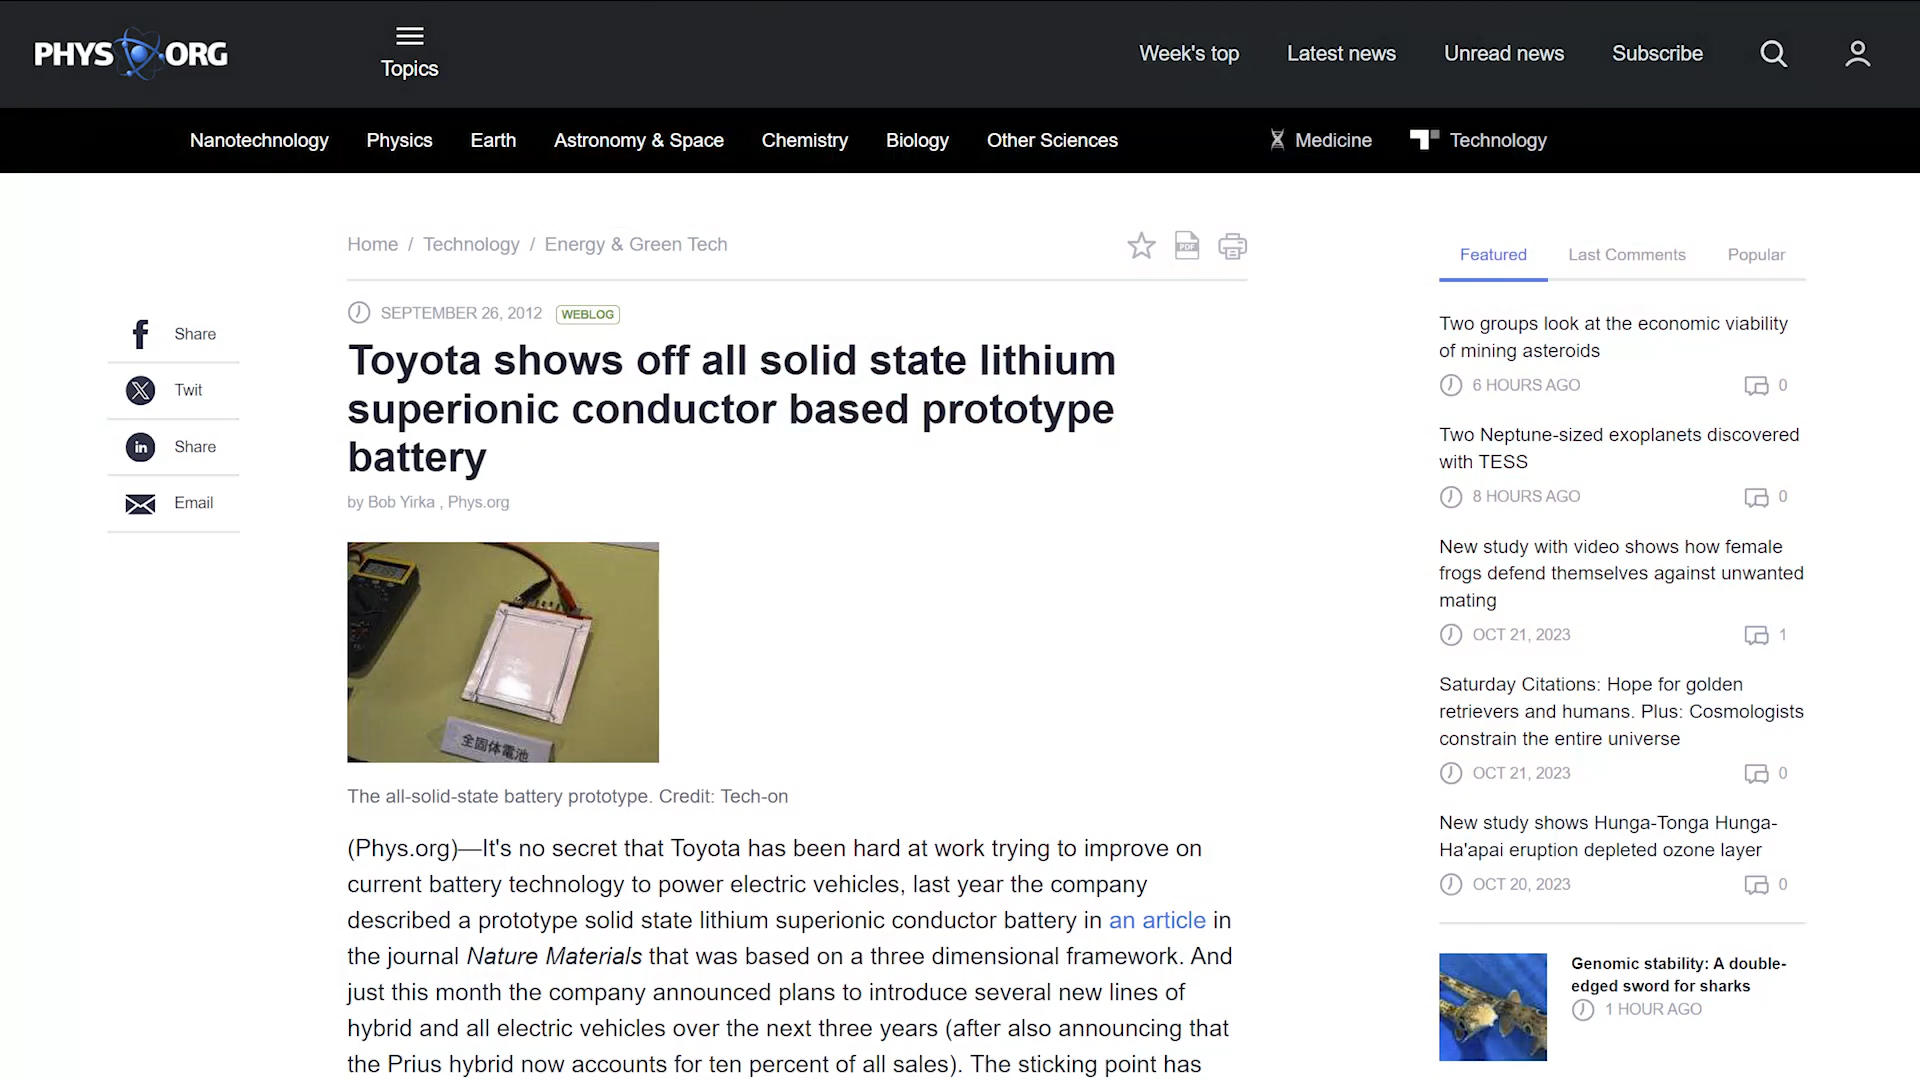 PHYS ORG
Topics
Week's top
Latest news
Unread news
Subscribe
Nanotechnology
Physics
Earth
Astronomy & Space
Chemistry
Biology
Other Sciences
Medicine
Technology
Home / Technology / Energy & Green Tech
PDF
Share
Twit
in
Share
Email
SEPTEMBER 26, 2012 WEBLOG
Toyota shows off all solid state lithium
superionic conductor based prototype
battery
by Bob Yirka , Phys.org
全固体電池
The all-solid-state battery prototype. Credit: Tech-on
(Phys.org)—It's no secret that Toyota has been hard at work trying to improve on
current battery technology to power electric vehicles, last year the company
described a prototype solid state lithium superionic conductor battery in an article in
the journal Nature Materials that was based on a three dimensional framework. And
just this month the company announced plans to introduce several new lines of
hybrid and all electric vehicles over the next three years (after also announcing that
the Prius hybrid now accounts for ten percent of all sales). The sticking point has
Featured
Last Comments
Popular
Two groups look at the economic viability
of mining asteroids
6 HOURS AGO 0
Two Neptune-sized exoplanets discovered
with TESS
8 HOURS AGO 0
New study with video shows how female
frogs defend themselves against unwanted
mating
OCT 21, 2023 1
Saturday Citations: Hope for golden
retrievers and humans. Plus: Cosmologists
constrain the entire universe
OCT 21, 2023 0
New study shows Hunga-Tonga Hunga-
Ha'apai eruption depleted ozone layer
OCT 20, 2023 0
Genomic stability: A double-
edged sword for sharks
1 HOUR AGO